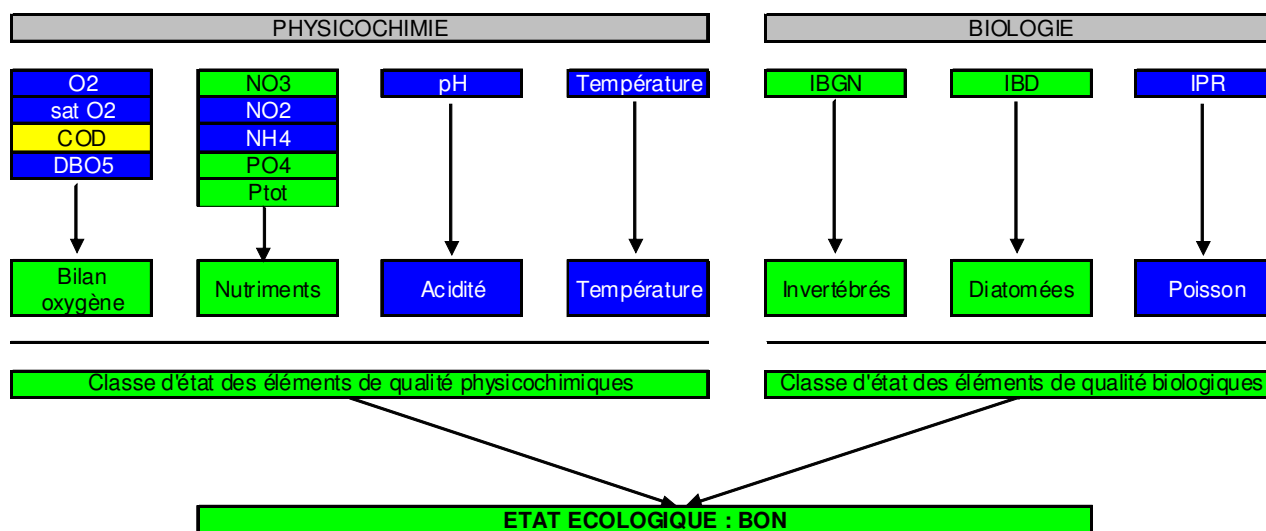 PHYSICOCHIMIE
BIOLOGIE
O2
sat O2
COD
DBO5
NO3
NO2
NH4
PO4
Ptot
pH
Température
IBGN
IBD
IPR
Bilan
oxygène
Nutriments
Acidité
Température
Invertébrés
Diatomées
Poisson
Classe d'état des éléments de qualité physicochimiques
Classe d'état des éléments de qualité biologiques
ETAT ECOLOGIQUE : BON